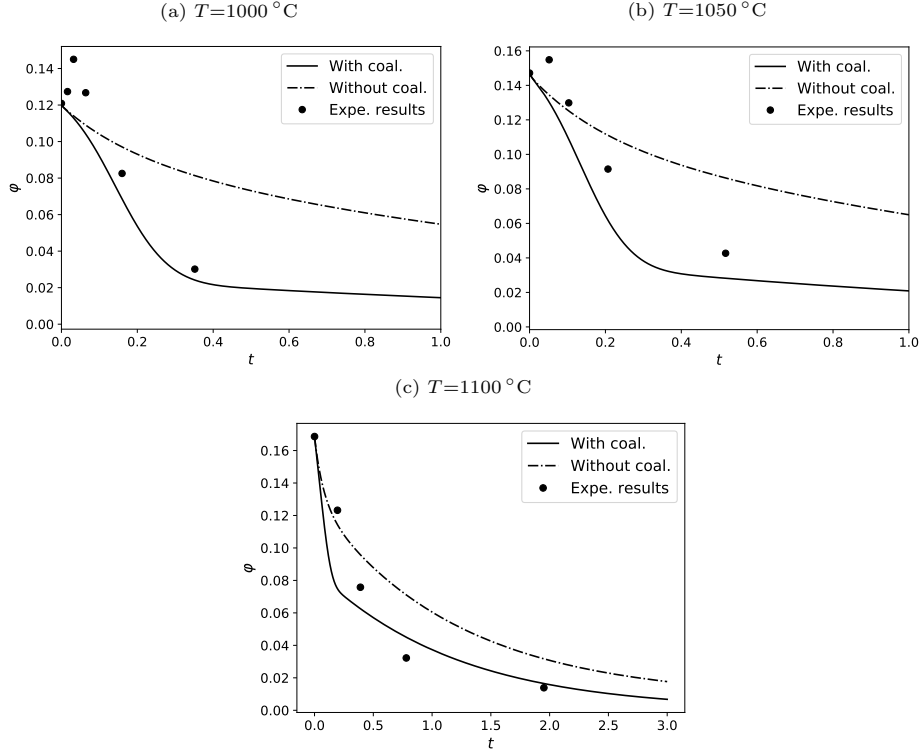 (a) T=1000 °C
(b) T=1050 °C
With coal.
Without coal.
Expe. results
0.14
0.12
0.10
0.08
0.06
0.04
0.02
0.00
φ
0.0 0.2 0.4 0.6 0.8 1.0
t
With coal.
Without coal.
Expe. results
0.16
0.14
0.12
0.10
0.08
0.06
0.04
0.02
0.00
φ
0.0 0.2 0.4 0.6 0.8 1.0
t
(c) T=1100 °C
With coal.
Without coal.
Expe. results
0.16
0.14
0.12
0.10
0.08
0.06
0.04
0.02
0.00
φ
0.0 0.5 1.0 1.5 2.0 2.5 3.0
t